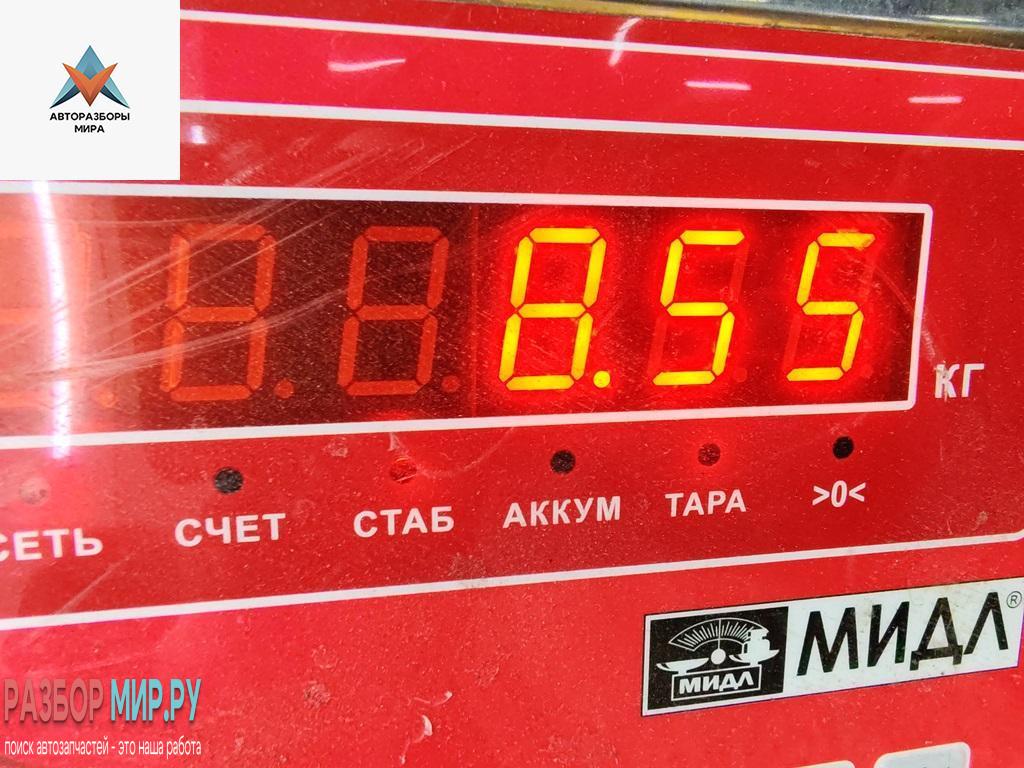 АВТОРАЗБОРЫ
МИРА
8.55
КГ
СЕТЬ СЧЕТ СТАБ АККУМ ТАРА >0<
МИДЛ МИДЛ®
РАЗБОР МИР.РУ
поиск автозапчастей - это наша работа